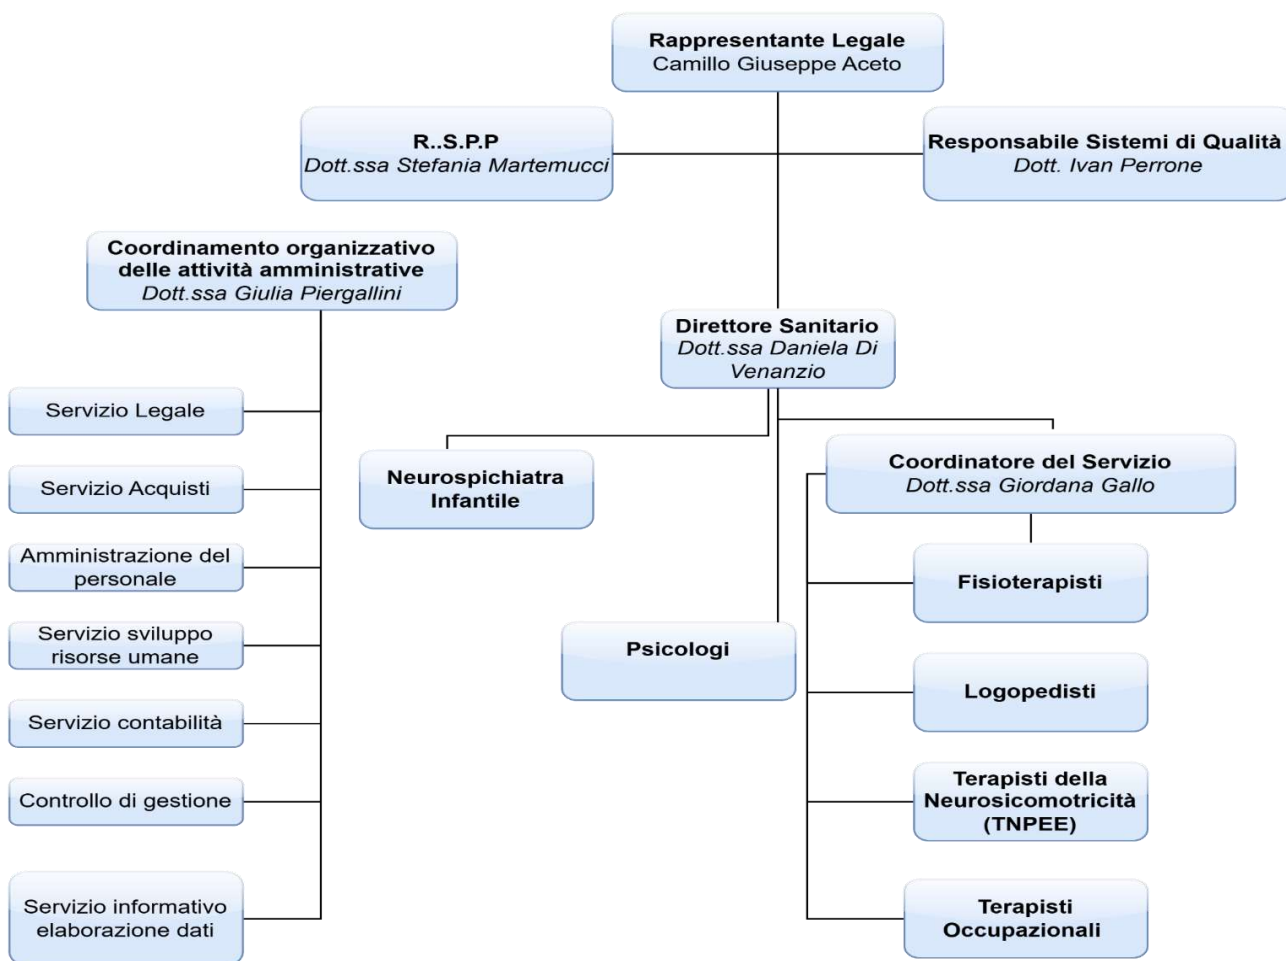 Rappresentante Legale
Camillo Giuseppe Aceto
R..S.P.P
Dott.ssa Stefania Martemucci
Responsabile Sistemi di Qualità
Dott. Ivan Perrone
Coordinamento organizzativo
delle attività amministrative
Dott.ssa Giulia Piergallini
Servizio Legale
Servizio Acquisti
Amministrazione del
personale
Servizio sviluppo
risorse umane
Servizio contabilità
Controllo di gestione
Servizio informativo
elaborazione dati
Direttore Sanitario
Dott.ssa Daniela Di
Venanzio
Neurospichiatra
Infantile
Psicologi
Coordinatore del Servizio
Dott.ssa Giordana Gallo
Fisioterapisti
Logopedisti
Terapisti della
Neurosicomotricità
(TNPEE)
Terapisti
Occupazionali